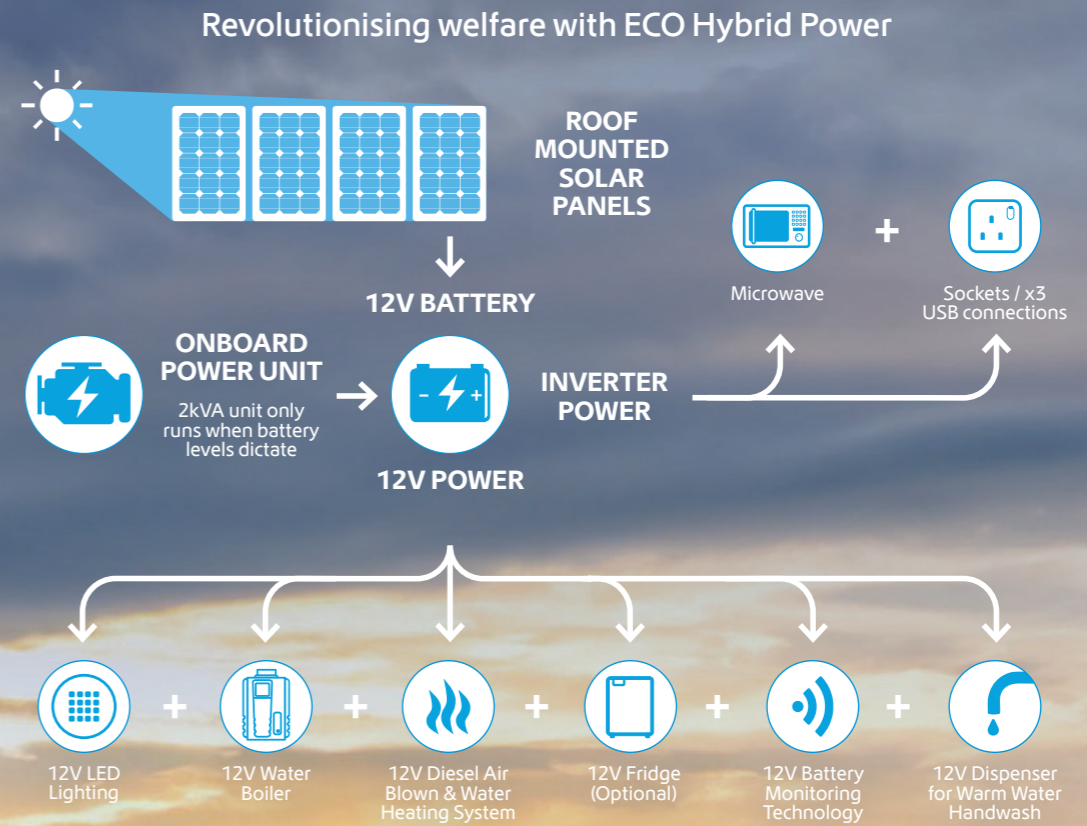 Revolutionising welfare with ECO Hybrid Power
ROOF
MOUNTED
SOLAR
PANELS
Microwave
+
Sockets / x3
USB connections
12V BATTERY
ONBOARD
POWER UNIT
2kVA unit only
runs when battery
levels dictate
- +
INVERTER
POWER
12V POWER
+ + + + +
12V LED
Lighting
12V Water
Boiler
12V Diesel Air
Blown & Water
Heating System
12V Fridge
(Optional)
12V Battery
Monitoring
Technology
12V Dispenser
for Warm Water
Handwash